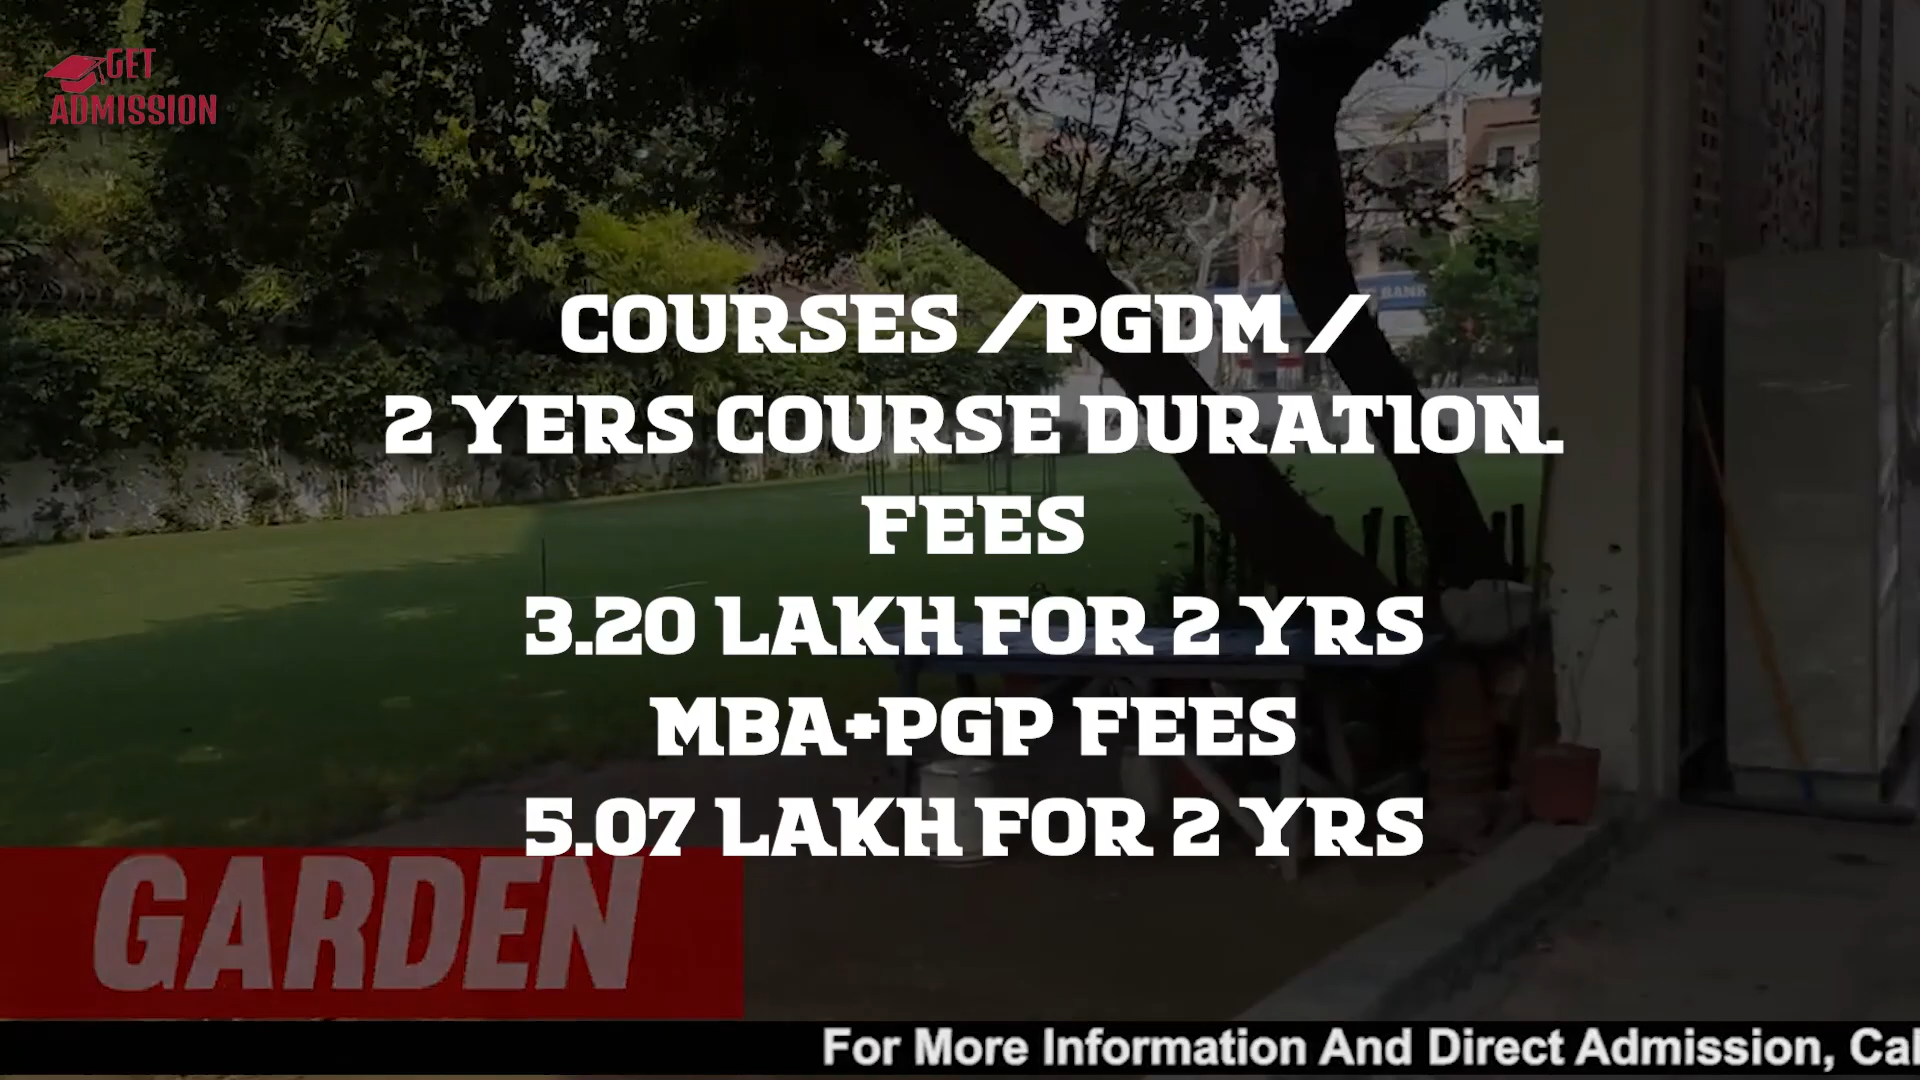 GET
ADMISSION
BANK
COURSES /PGDM /
2 YERS COURSE DURATION.
FEES
3.20 LAKH FOR 2 YRS
MBA+PGP FEES
5.07 LAKH FOR 2 YRS
GARDEN
For More Information And Direct Admission,